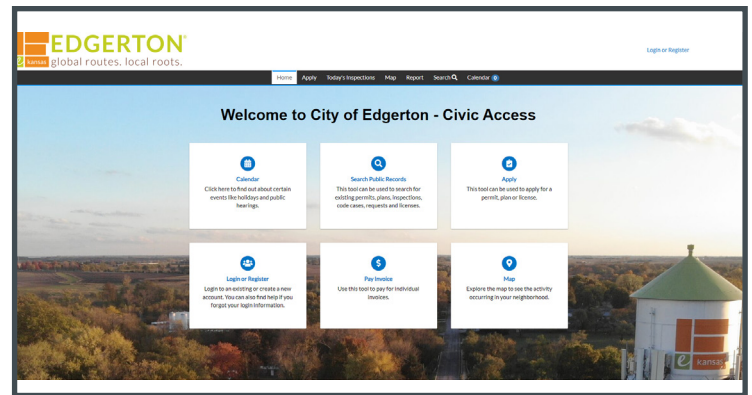 EDGERTON®
kansas global routes. local roots.
Login or Register
Home Apply Today's Inspections Map Report Search Calendar 0
Welcome to City of Edgerton - Civic Access
Calendar
Click here to find out about certain
events like holidays and public
hearings.
Search Public Records
This tool can be used to search for
existing permits, plans, inspections,
code cases, requests and licenses.
Apply
This tool can be used to apply for a
permit, plan or license.
Login or Register
Login to an existing or create a new
account. You can also find help if you
forgot your login information.
Pay Invoice
Use this tool to pay for individual
invoices.
Map
Explore the map to see the activity
occurring in your neighborhood.
e kansas